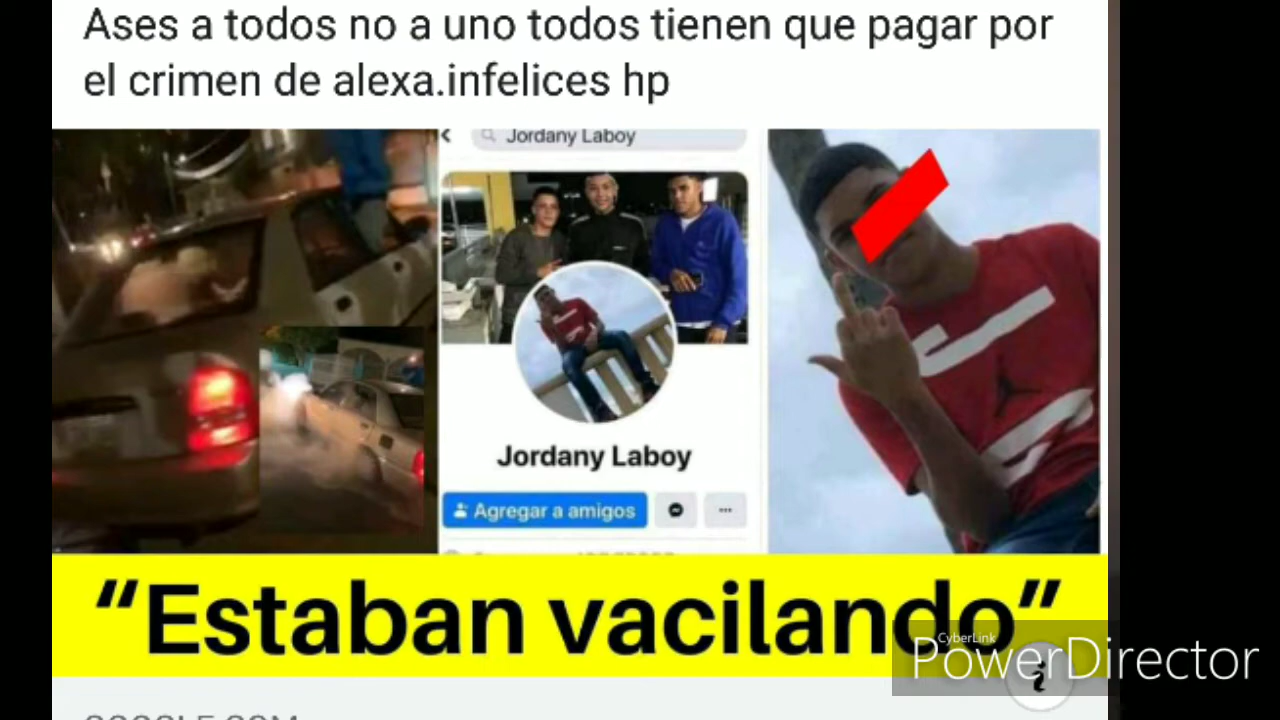 Ases a todos no a uno todos tienen que pagar por
el crimen de alexa.infelices hp
Jordany Laboy
Jordany Laboy
Agregar a amigos
“Estaban vacilando”
CyberLink
PowerDirector